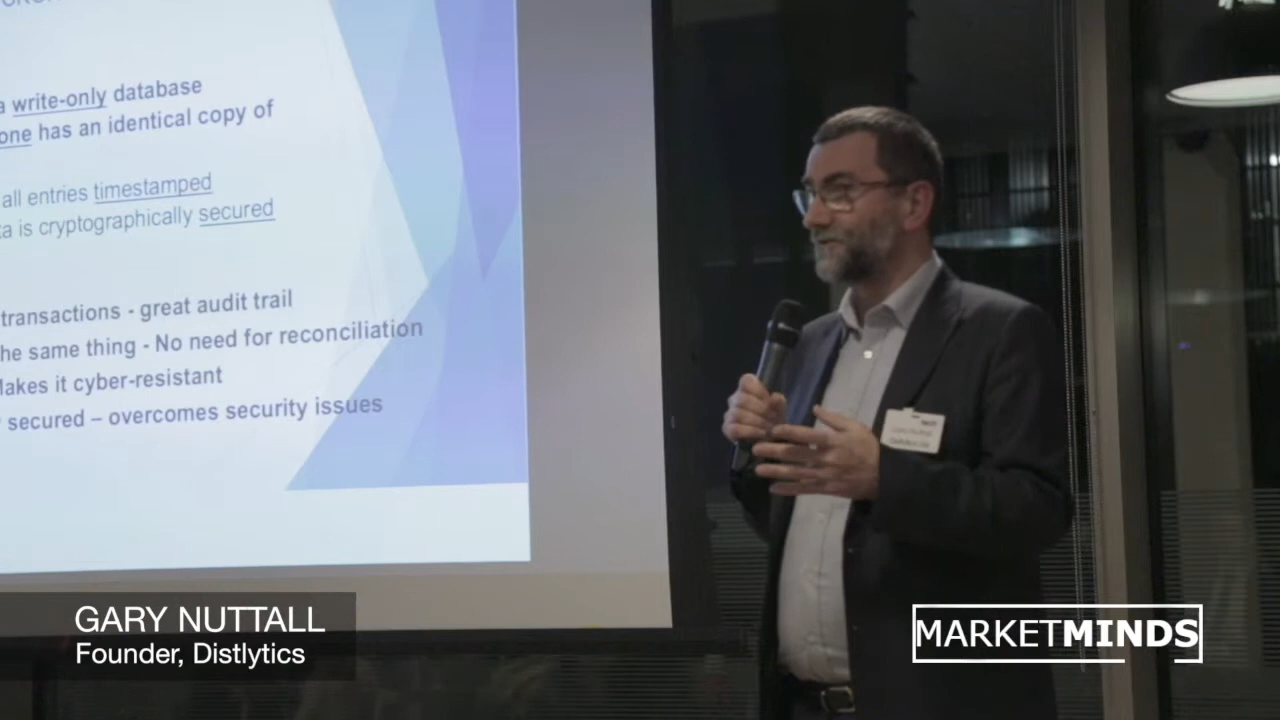 a write-only database
one has an identical copy of
all entries timestamped
ta is cryptographically secured
transactions - great audit trail
he same thing - No need for reconciliation
Makes it cyber-resistant
secured – overcomes security issues
GARY NUTTALL
Founder, Distlytics
MARKETMINDS